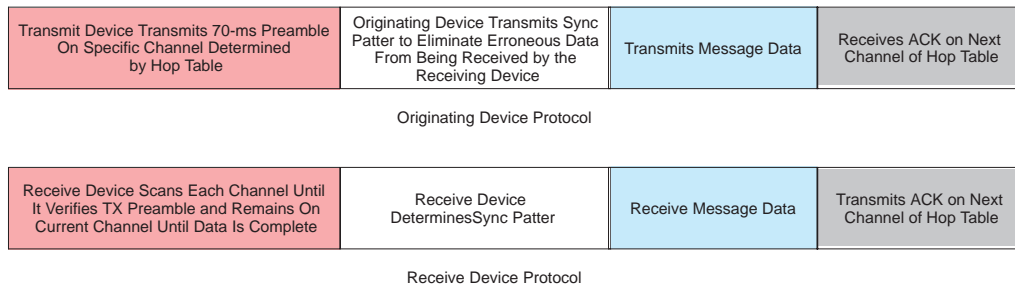 Transmit Device Transmits 70-ms Preamble
On Specific Channel Determined
by Hop Table
Originating Device Transmits Sync
Patter to Eliminate Erroneous Data
From Being Received by the
Receiving Device
Transmits Message Data
Receives ACK on Next
Channel of Hop Table
Originating Device Protocol
Receive Device Scans Each Channel Until
It Verifies TX Preamble and Remains On
Current Channel Until Data Is Complete
Receive Device
DeterminesSync Patter
Receive Message Data
Transmits ACK on Next
Channel of Hop Table
Receive Device Protocol